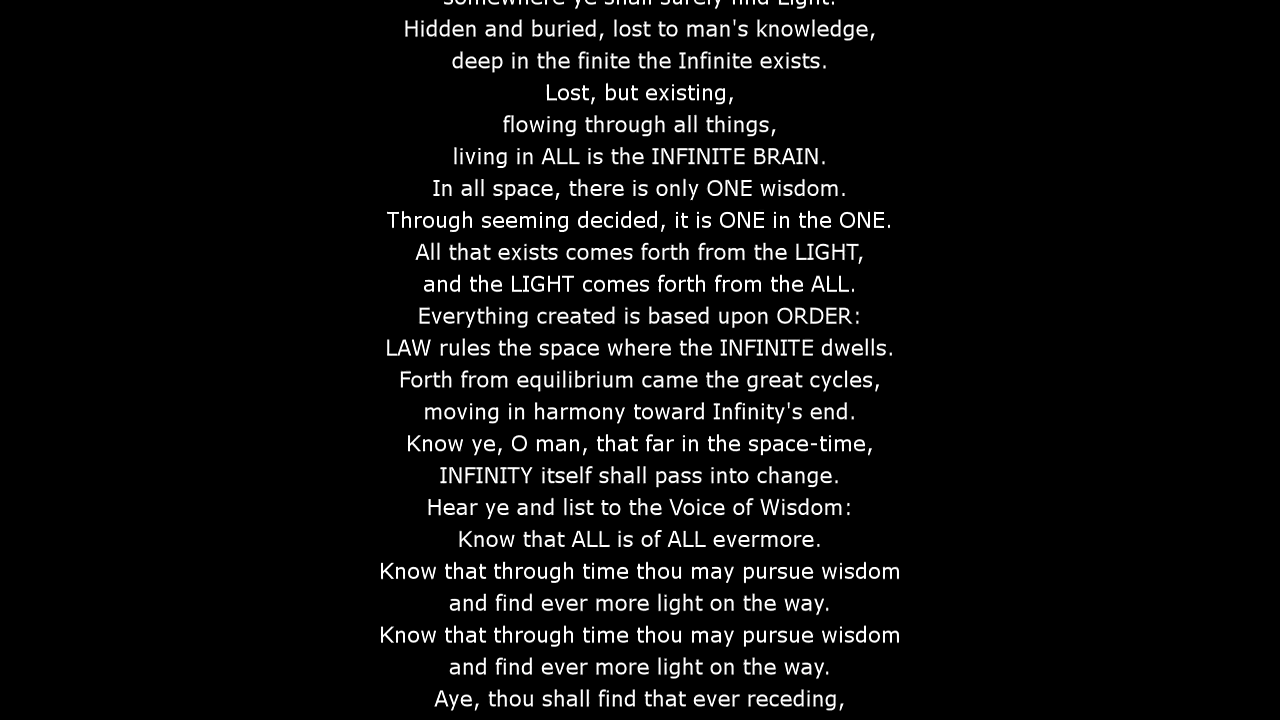 somewhere ye shall surely find Light.
Hidden and buried, lost to man's knowledge,
deep in the finite the Infinite exists.
Lost, but existing,
flowing through all things,
living in ALL is the INFINITE BRAIN.
In all space, there is only ONE wisdom.
Through seeming decided, it is ONE in the ONE.
All that exists comes forth from the LIGHT,
and the LIGHT comes forth from the ALL.
Everything created is based upon ORDER:
LAW rules the space where the INFINITE dwells.
Forth from equilibrium came the great cycles,
moving in harmony toward Infinity's end.
Know ye, O man, that far in the space-time,
INFINITY itself shall pass into change.
Hear ye and list to the Voice of Wisdom:
Know that ALL is of ALL evermore.
Know that through time thou may pursue wisdom
and find ever more light on the way.
Know that through time thou may pursue wisdom
and find ever more light on the way.
Aye, thou shall find that ever receding,